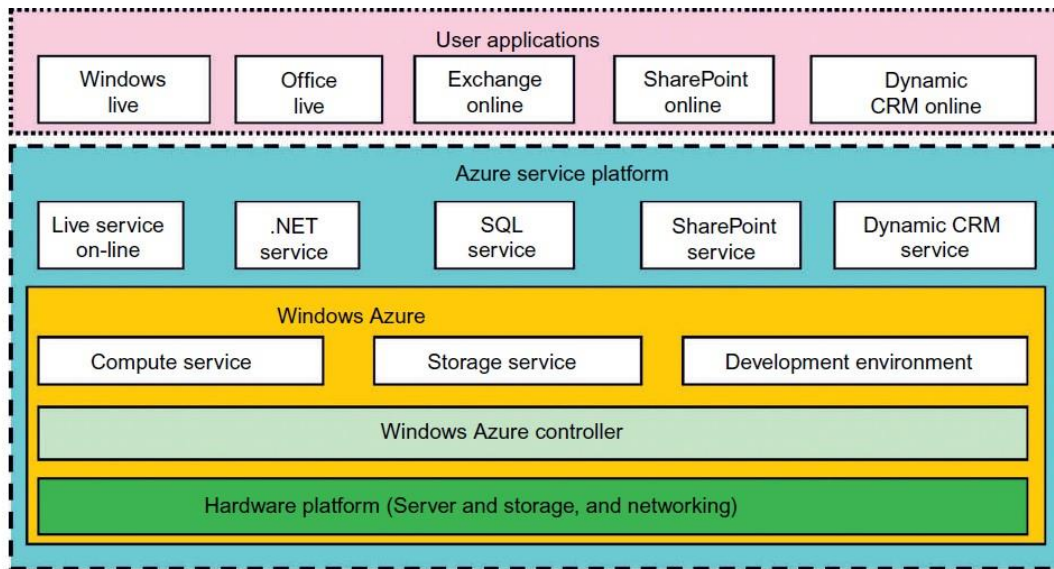 User applications
Windows
live
Office
live
Exchange
online
SharePoint
online
Dynamic
CRM online
Azure service platform
Live service
on-line
.NET
service
SQL
service
SharePoint
service
Dynamic CRM
service
Windows Azure
Compute service
Storage service
Development environment
Windows Azure controller
Hardware platform (Server and storage, and networking)